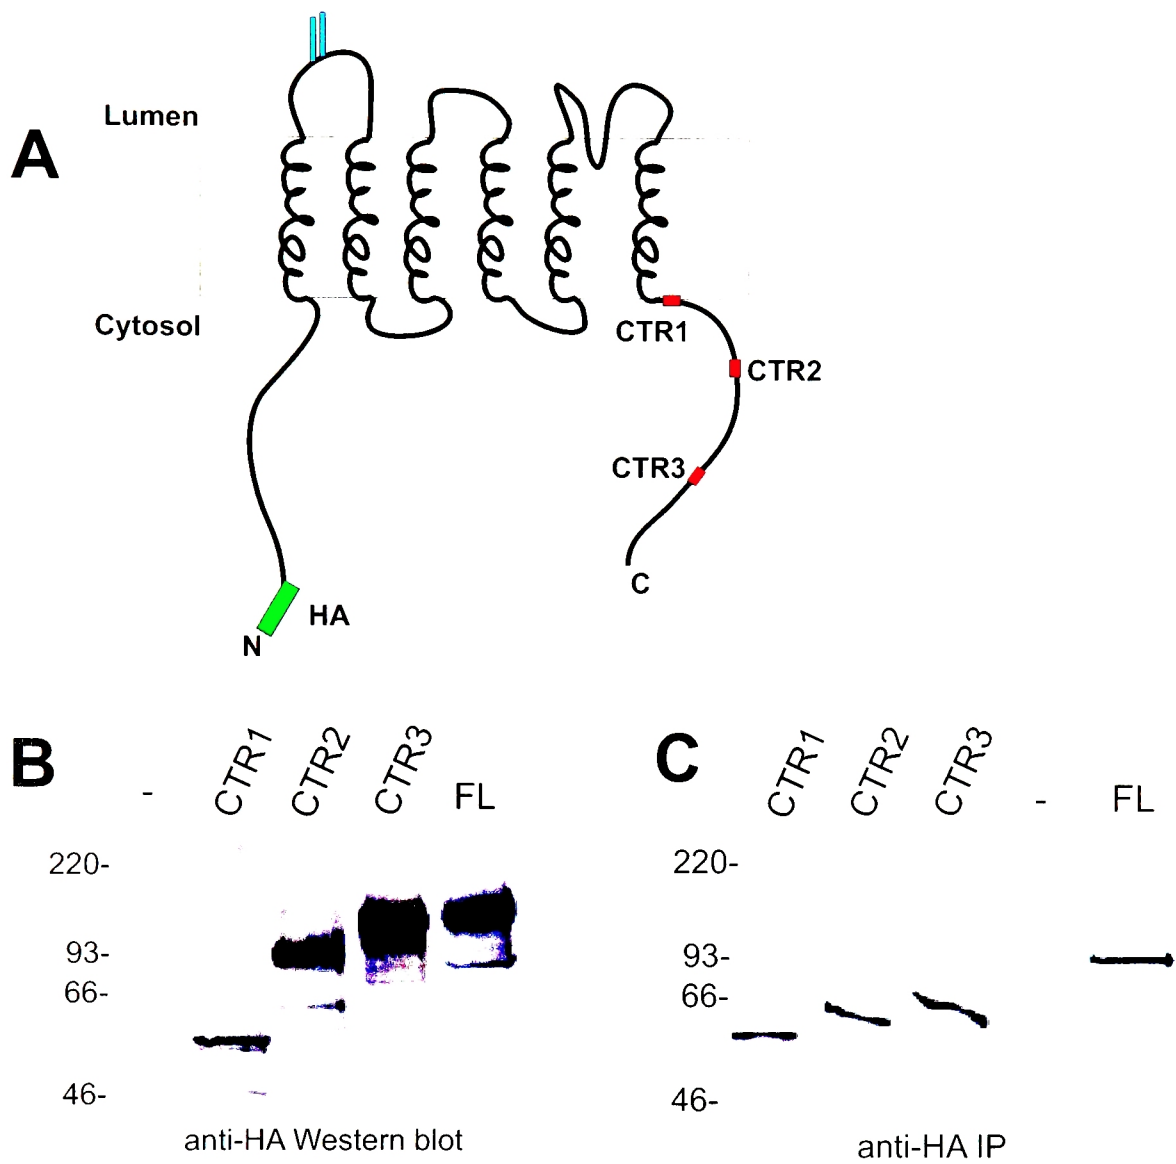 A
Lumen
Cytosol
CTR1
CTR2
CTR3
C
HA
N
B
- CTR1 CTR2 CTR3 FL
220-
93-
66-
46-
anti-HA Western blot
C
CTR1 CTR2 CTR3 - FL
220-
93-
66-
46-
anti-HA IP